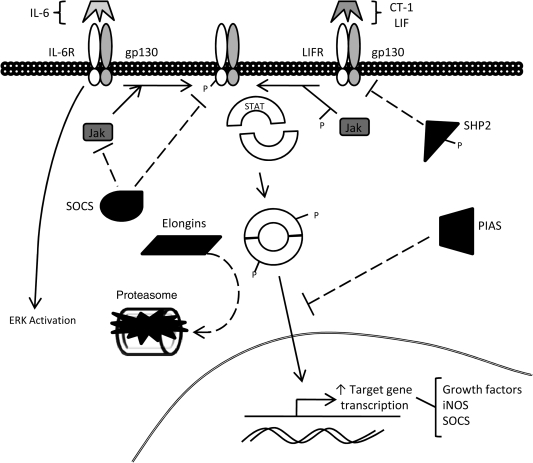 IL-6
CT-1
LIF
IL-6R
gp130
LIFR
gp130
P
STAT
P
Jak
Jak
SHP2
P
SOCS
Elongins
P
PIAS
P
Proteasome
ERK Activation
↑ Target gene
transcription
Growth factors
iNOS
SOCS